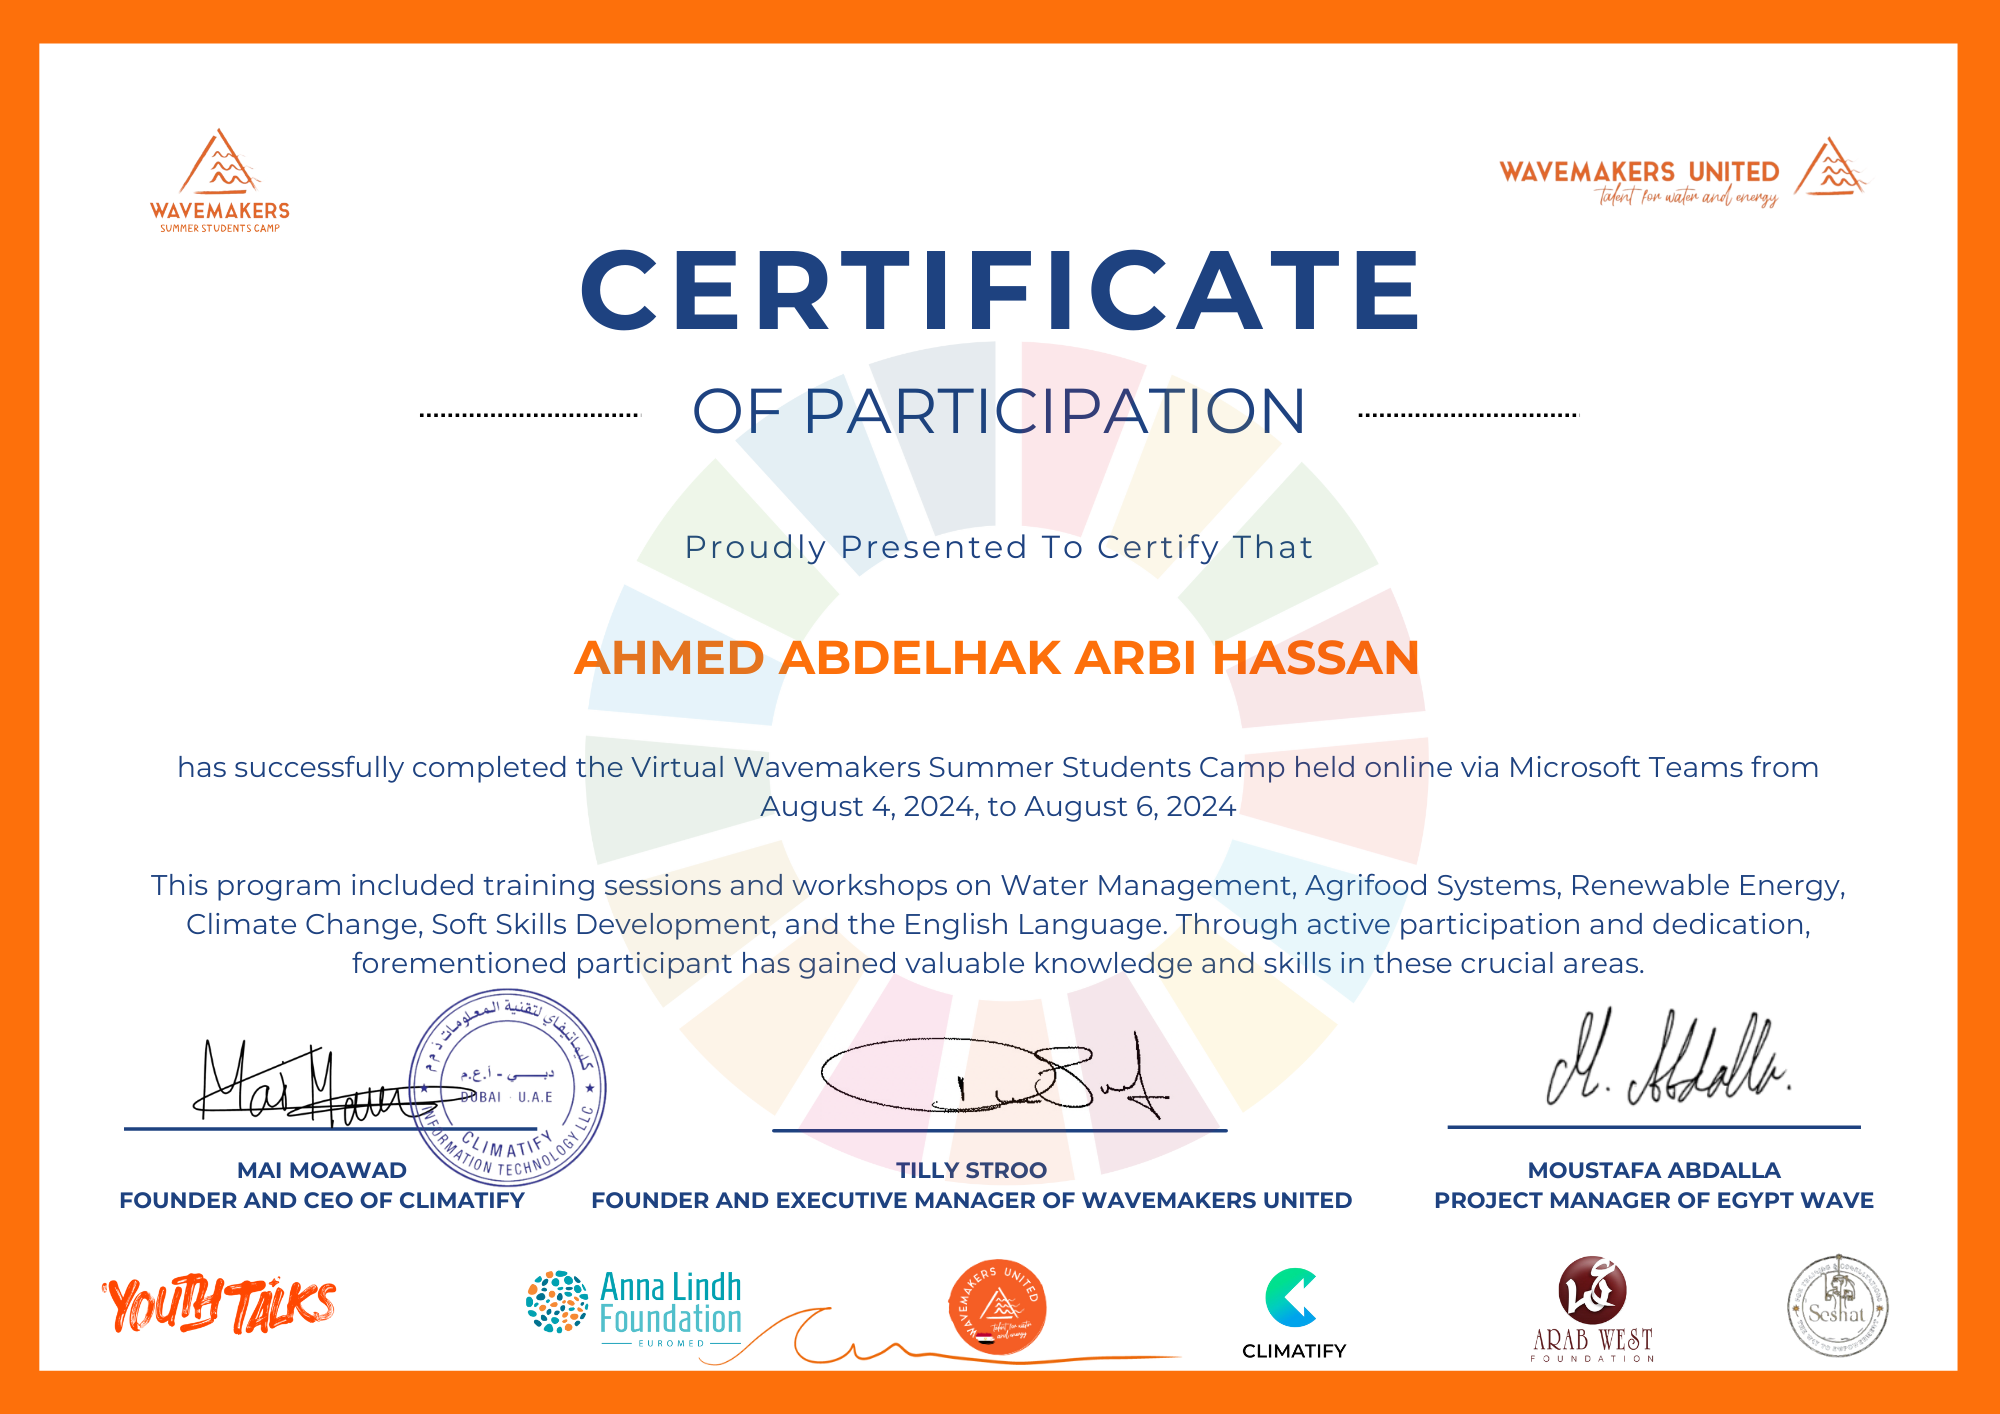 WAVEMAKERS
SUMMER STUDENTS CAMP
WAVEMAKERS UNITED
talent for water and energy
CERTIFICATE
OF PARTICIPATION
Proudly Presented To Certify That
AHMED ABDELHAK ARBI HASSAN
has successfully completed the Virtual Wavemakers Summer Students Camp held online via Microsoft Teams from
August 4, 2024, to August 6, 2024
This program included training sessions and workshops on Water Management, Agrifood Systems, Renewable Energy,
Climate Change, Soft Skills Development, and the English Language. Through active participation and dedication,
forementioned participant has gained valuable knowledge and skills in these crucial areas.
كليماتيفاي لتقنية المعلومات ذ.م.م
دبي - أ.ع.م
DUBAI - U.A.E
CLIMATIFY
INFORMATION TECHNOLOGY LLC
M. Abdalla.
MAI MOAWAD
FOUNDER AND CEO OF CLIMATIFY
TILLY STROO
FOUNDER AND EXECUTIVE MANAGER OF WAVEMAKERS UNITED
MOUSTAFA ABDALLA
PROJECT MANAGER OF EGYPT WAVE
YOUTH TALKS
Anna Lindh
Foundation
EUROMED
WAVEMAKERS UNITED
talent for water
and energy
CLIMATIFY
ARAB WEST
FOUNDATION
Seshat